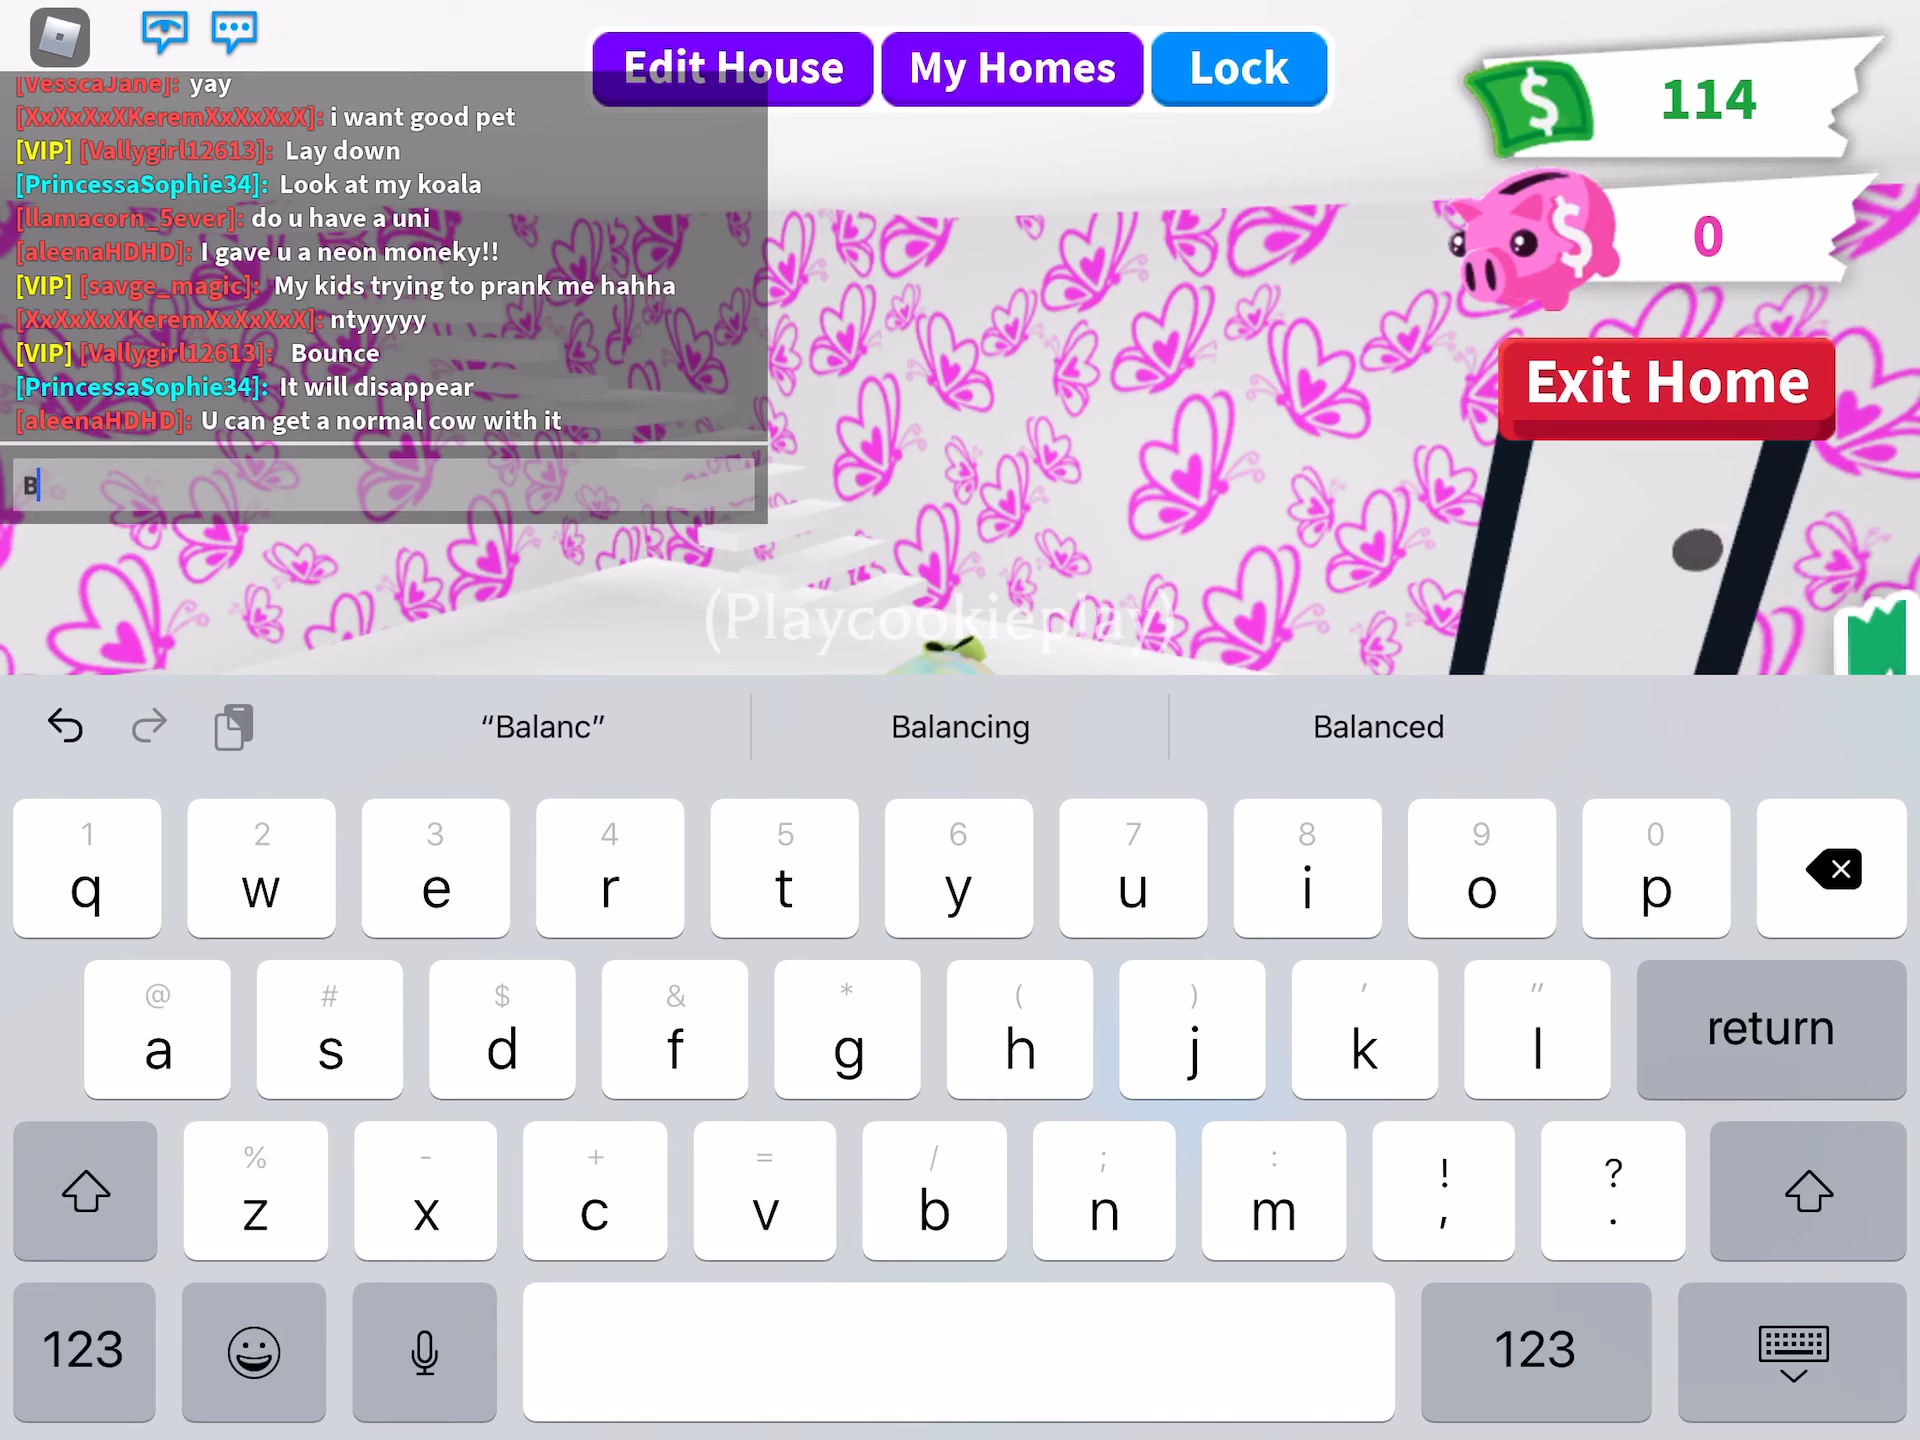 Edit House My Homes Lock
114
0
Exit Home
[VesscaJane]: yay
[XxXxXxXKeremXxXxXxX]: i want good pet
[VIP] [Vallygirl12613]: Lay down
[PrincessaSophie34]: Look at my koala
[llamacorn_5ever]: do u have a uni
[aleenaHDHD]: I gave u a neon moneky!!
[VIP] [savge_magic]: My kids trying to prank me hahha
[XxXxXxXKeremXxXxXxX]: ntyyyyy
[VIP] [Vallygirl12613]: Bounce
[PrincessaSophie34]: It will disappear
[aleenaHDHD]: U can get a normal cow with it
B
(Playcookieplay)
“Balanc” Balancing Balanced
1 2 3 4 5 6 7 8 9 0
q w e r t y u i o p
@ # $ & * ( ) ' "
a s d f g h j k l return
% - + = / ; : ! ?
z x c v b n m , .
123 123